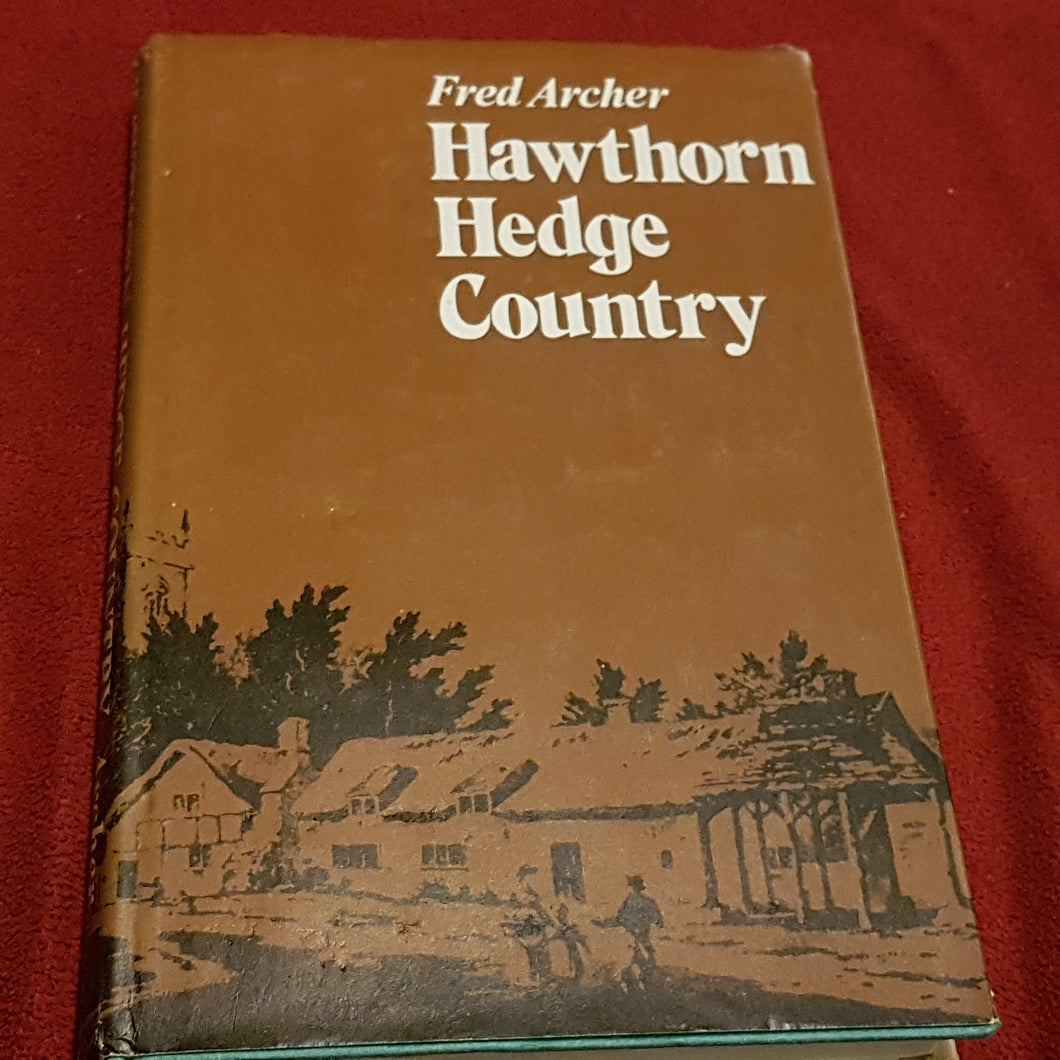 Fred Archer
Hawthorn
Hedge
Country